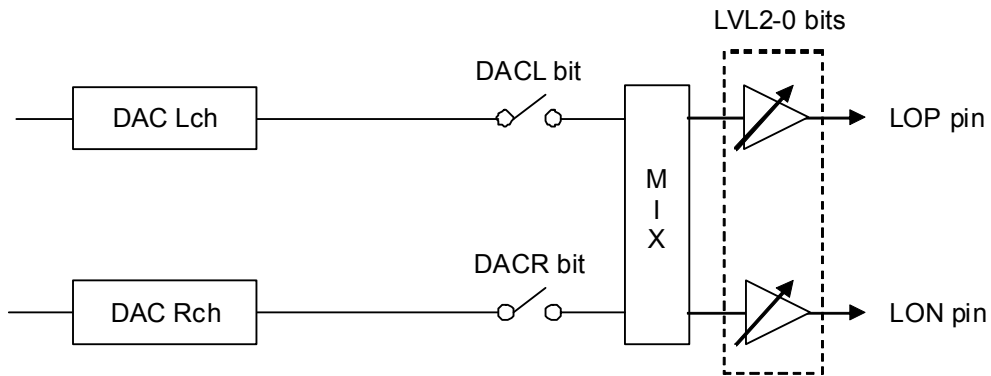 LVL2-0 bits
DACL bit
DAC Lch
LOP pin
M
I
X
DACR bit
DAC Rch
LON pin